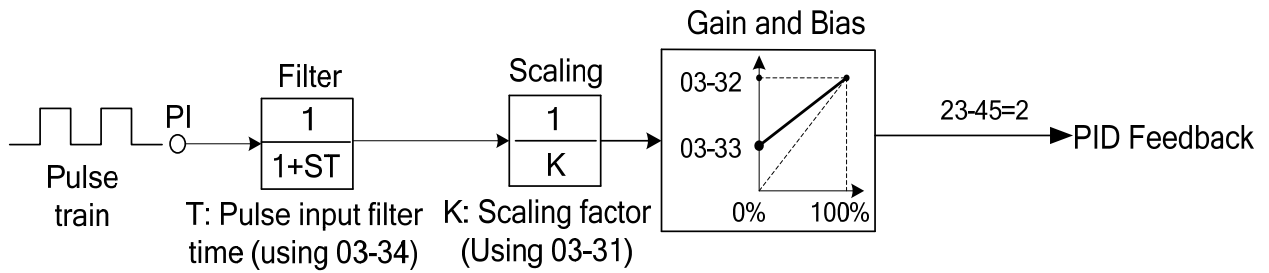 Gain and Bias
Filter
Scaling
PI
1
1+ST
1
K
03-32
03-33
0%
100%
23-45=2
PID Feedback
Pulse
train
T: Pulse input filter
time (using 03-34)
K: Scaling factor
(Using 03-31)